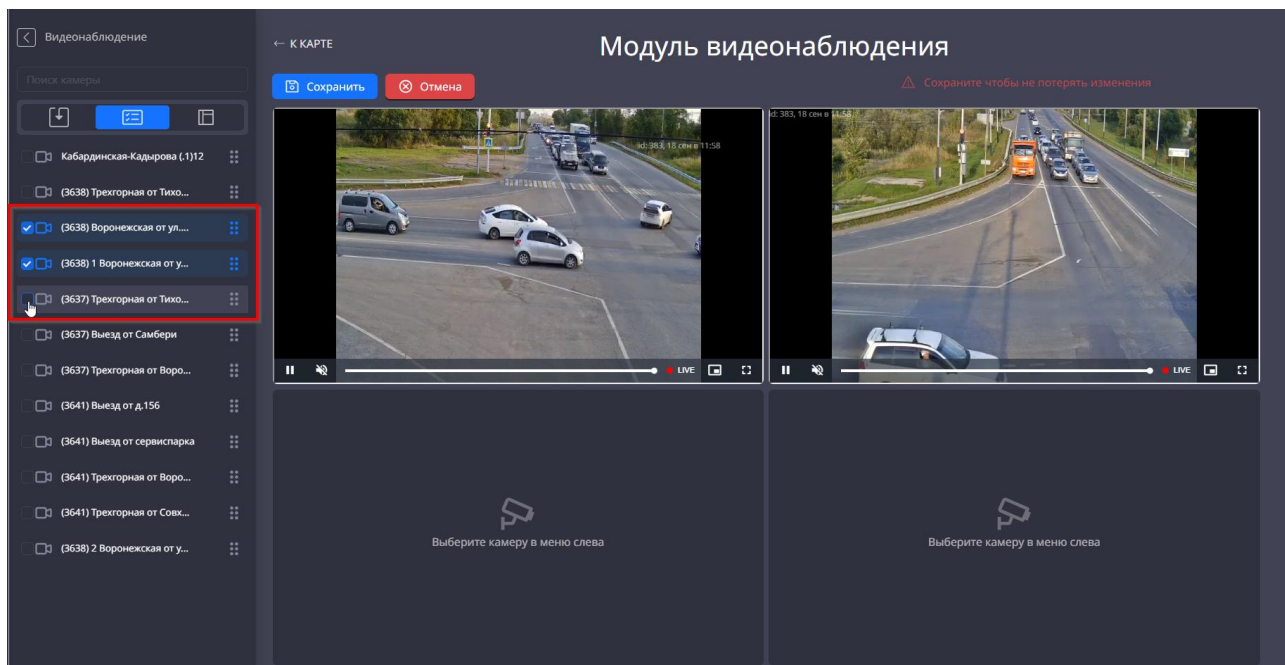 Видеонаблюдение
Поиск камеры
Кабардинская-Кадырова (.1)12
(3638) Трехгорная от Тихо...
(3638) Воронежская от ул....
(3638) 1 Воронежская от у...
(3637) Трехгорная от Тихо...
(3637) Выезд от Самбери
(3637) Трехгорная от Воро...
(3641) Выезд от д.156
(3641) Выезд от сервиспарка
(3641) Трехгорная от Воро...
(3641) Трехгорная от Совх...
(3638) 2 Воронежская от у...
← К КАРТЕ
Модуль видеонаблюдения
Сохранить
Отмена
Сохраните чтобы не потерять изменения
id: 383, 18 сен в 11:58
LIVE
id: 383, 18 сен в 11:58
LIVE
Выберите камеру в меню слева
Выберите камеру в меню слева